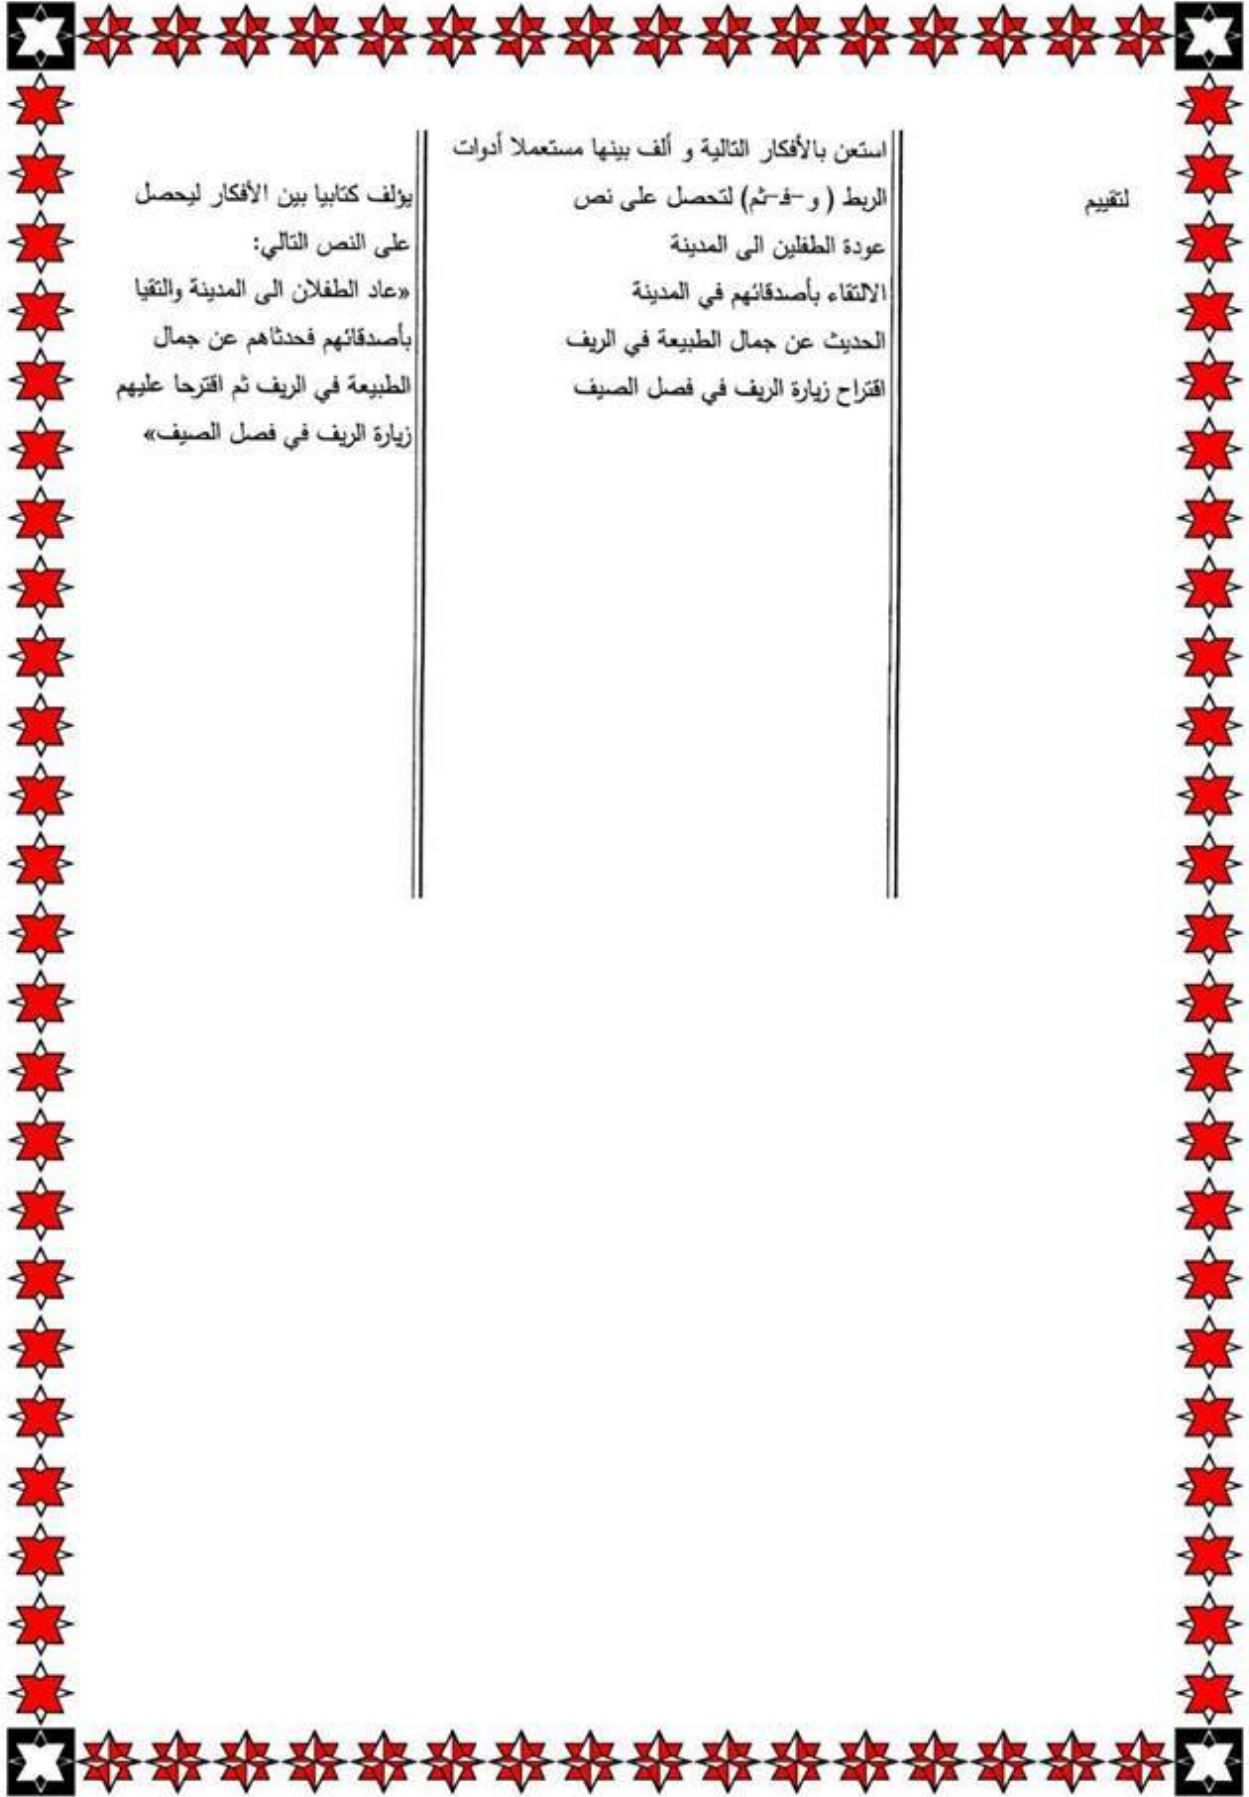 لتقييم
استعن بالأفكار التالية و ألف بينها مستعملا أدوات
الربط ( و –فـ–ثم) لتحصل على نص
عودة الطفلين الى المدينة
الالتقاء بأصدقائهم في المدينة
الحديث عن جمال الطبيعة في الريف
اقتراح زيارة الريف في فصل الصيف
يؤلف كتابيا بين الأفكار ليحصل
على النص التالي:
«عاد الطفلان الى المدينة والتقيا
بأصدقائهم فحدثاهم عن جمال
الطبيعة في الريف ثم اقترحا عليهم
زيارة الريف في فصل الصيف»